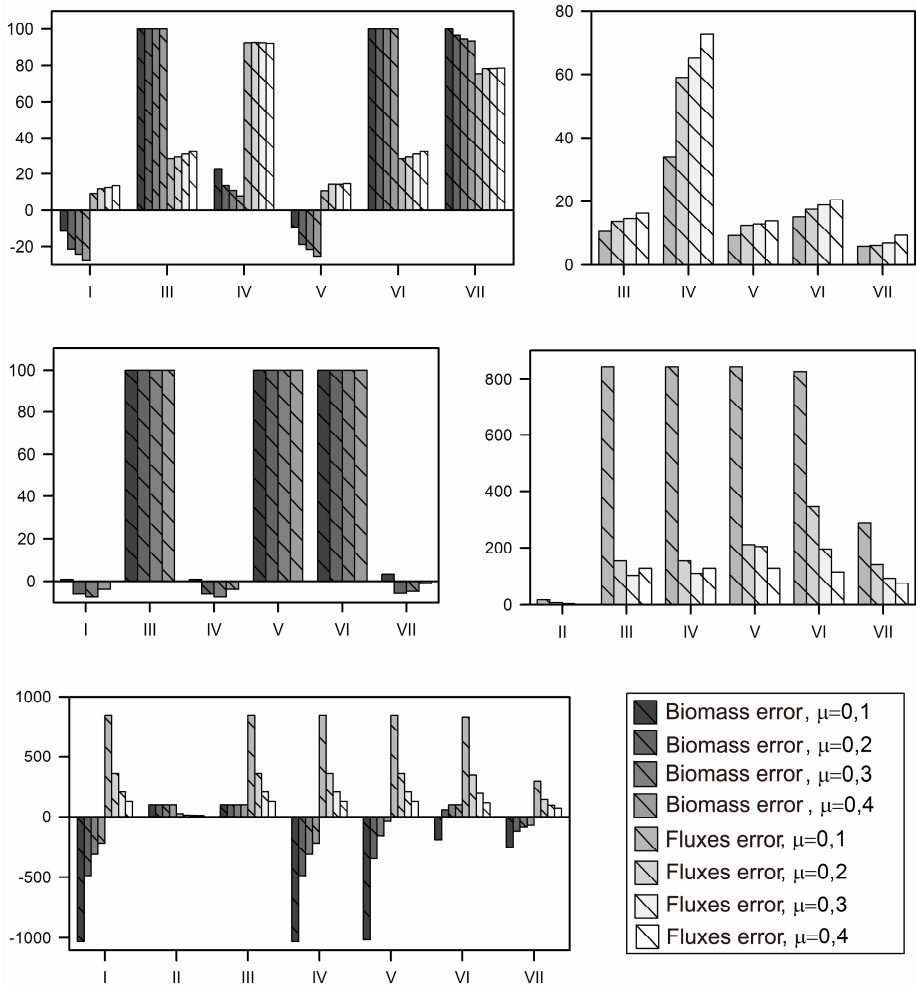 100
80
60
40
20
0
-20
I III IV V VI VII
80
60
40
20
0
III IV V VI VII
100
80
60
40
20
0
I III IV V VI VII
800
600
400
200
0
II III IV V VI VII
1000
500
0
-500
-1000
I II III IV V VI VII
Biomass error, μ=0,1
Biomass error, μ=0,2
Biomass error, μ=0,3
Biomass error, μ=0,4
Fluxes error, μ=0,1
Fluxes error, μ=0,2
Fluxes error, μ=0,3
Fluxes error, μ=0,4